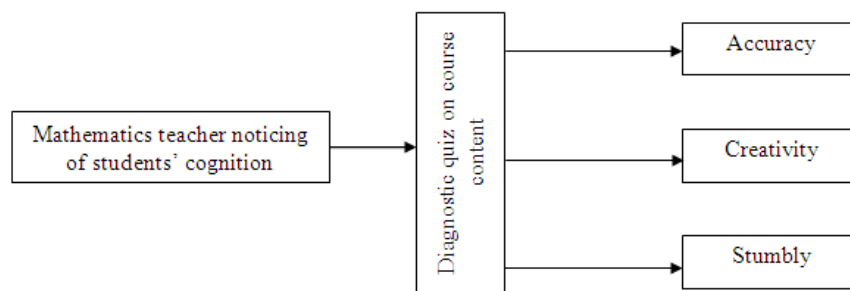 Mathematics teacher noticing
of students’ cognition
Diagnostic quiz on course
content
Accuracy
Creativity
Stumbly